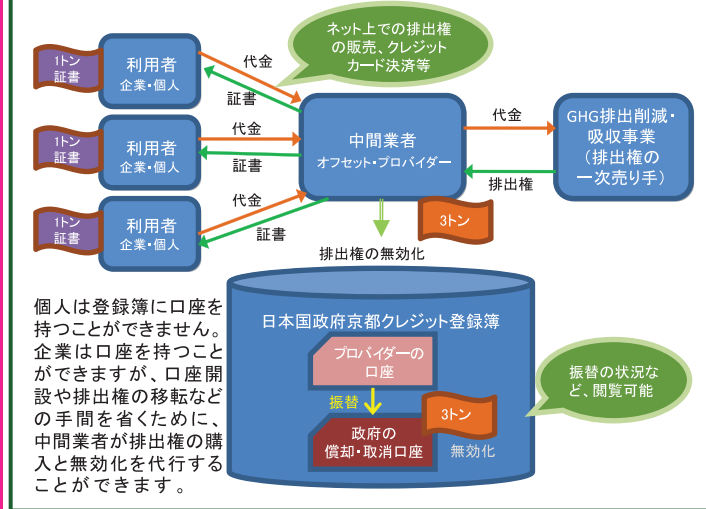 ネット上での排出権
の販売、クレジット
カード決済等
1トン
証書
利用者
企業・個人
代金
証書
1トン
証書
利用者
企業・個人
代金
証書
1トン
証書
利用者
企業・個人
代金
証書
中間業者
オフセット・プロバイダー
代金
排出権
GHG排出削減・
吸収事業
（排出権の
一次売り手）
3トン
排出権の無効化
個人は登録簿に口座を
持つことができません。
企業は口座を持つこと
ができますが、口座開
設や排出権の移転など
の手間を省くために、
中間業者が排出権の購
入と無効化を代行する
ことができます。
日本国政府京都クレジット登録簿
プロバイダーの
口座
振替
3トン
政府の
償却・取消口座
無効化
振替の状況な
ど、閲覧可能